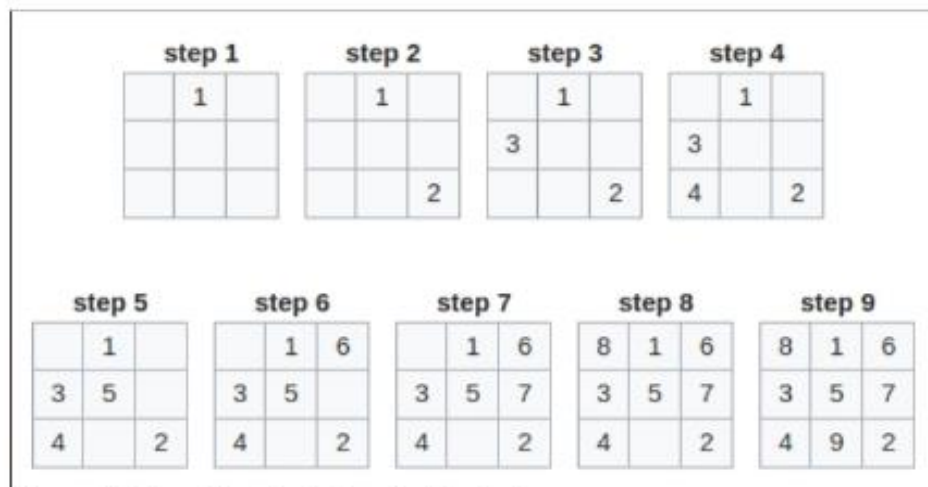 step 1 step 2 step 3 step 4
1 1 1 1
3 3
2 2 4 2
step 5 step 6 step 7 step 8 step 9
1 1 6 1 6 8 1 6 8 1 6
3 5 3 5 3 5 7 3 5 7 3 5 7
4 2 4 2 4 2 4 2 4 9 2